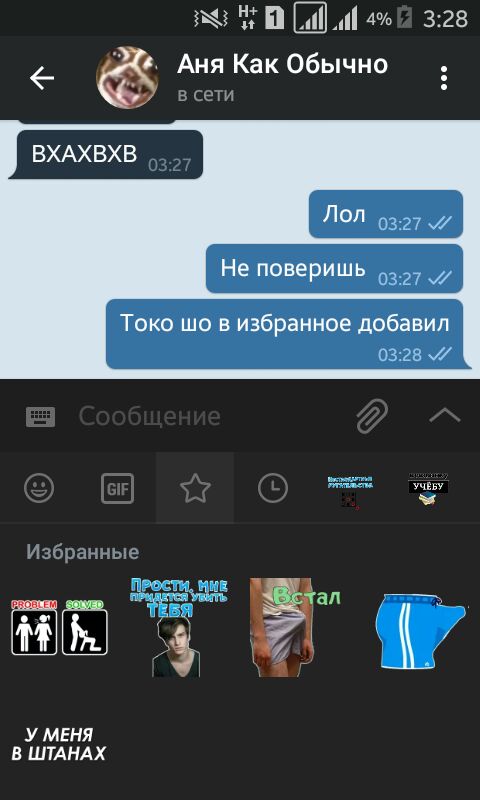 H+ 1 4% 3:28
Аня Как Обычно
в сети
ВХАХВХВ 03:27
Лол 03:27
Не поверишь 03:27
Токо шо в избранное добавил
03:28
Сообщение
GIF
УЧЁБУ
Избранные
PROBLEM SOLVED
ПРОСТИ, МНЕ
ПРИДЕТСЯ УБИТЬ
ТЕБЯ
ВСТАЛ
У МЕНЯ
В ШТАНАХ